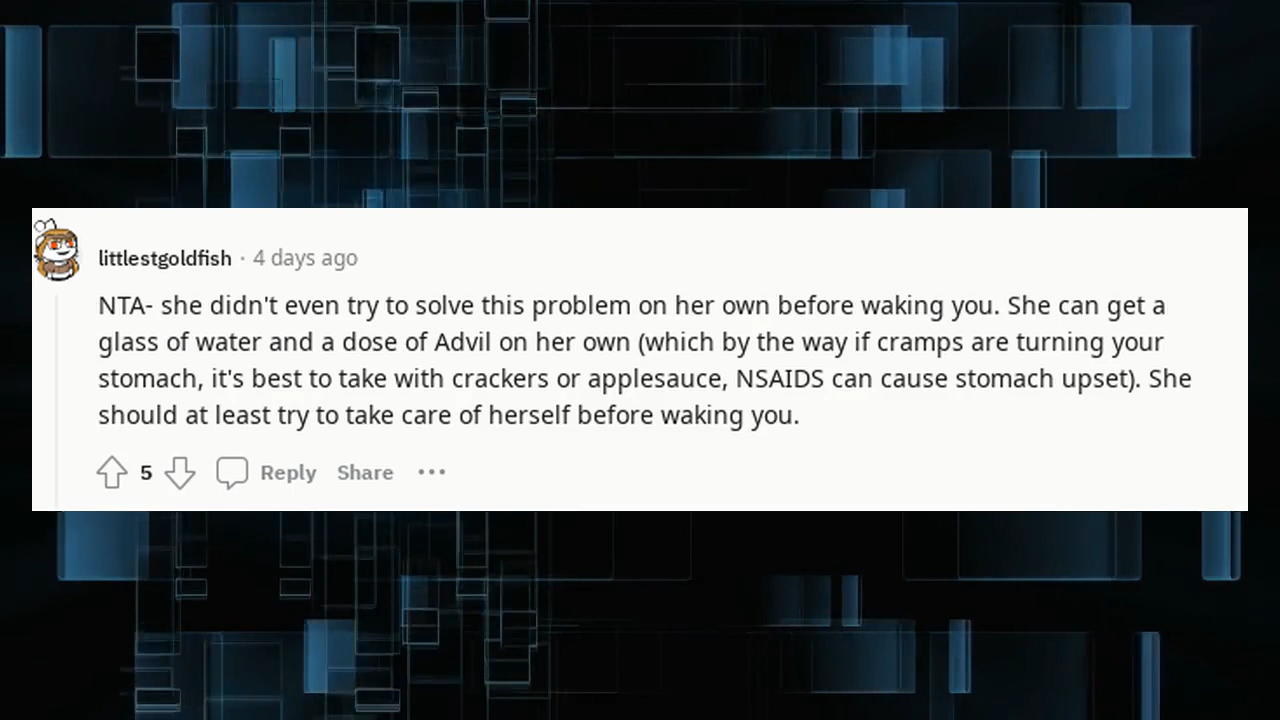 littlestgoldfish · 4 days ago
NTA- she didn't even try to solve this problem on her own before waking you. She can get a
glass of water and a dose of Advil on her own (which by the way if cramps are turning your
stomach, it's best to take with crackers or applesauce, NSAIDS can cause stomach upset). She
should at least try to take care of herself before waking you.
5 Reply Share ···